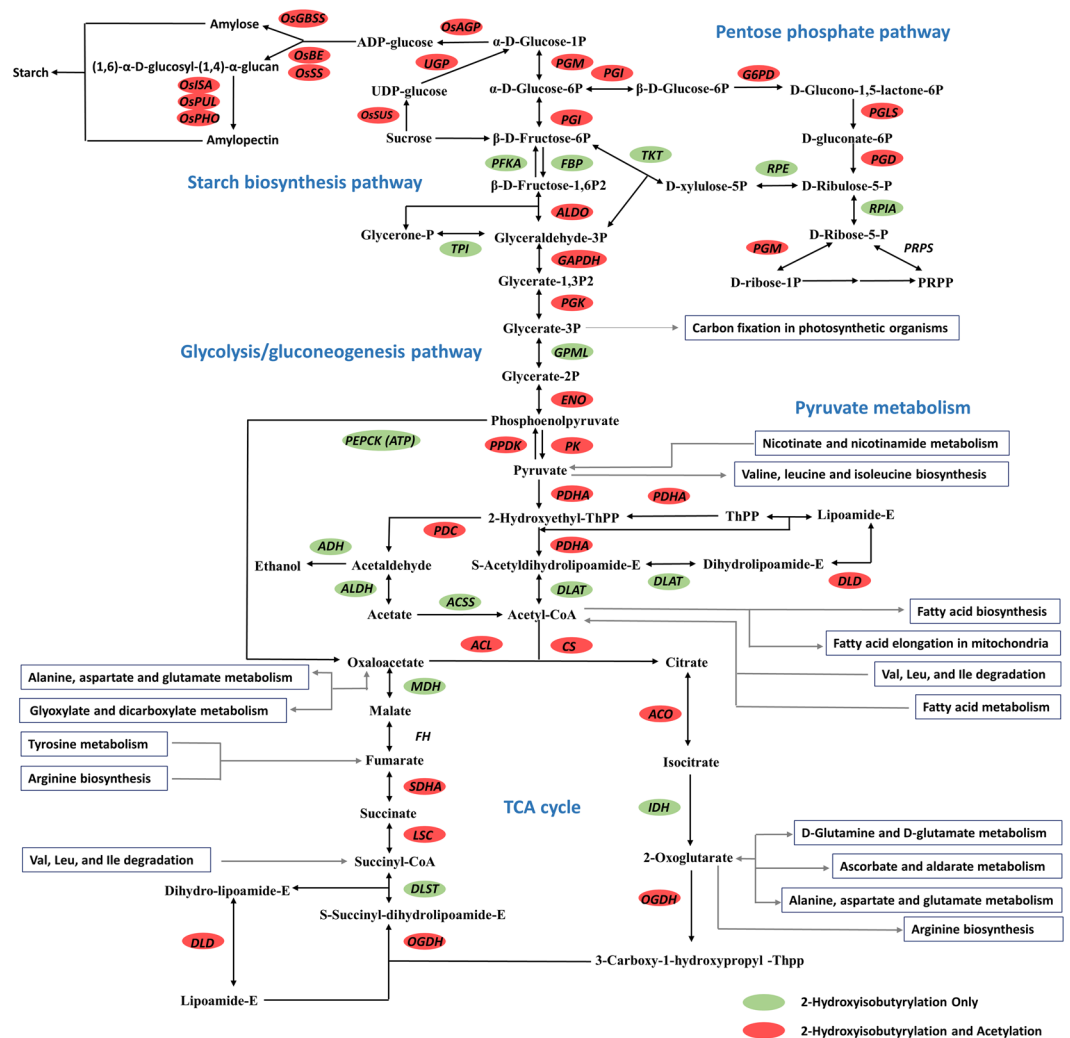 OsGBSS
Amylose
OsAGP
ADP-glucose
α-D-Glucose-1P
Pentose phosphate pathway
OsBE
UGP
PGM
PGI
G6PD
Starch
(1,6)-α-D-glucosyl-(1,4)-α-glucan
OsSS
OsISA
UDP-glucose
α-D-Glucose-6P
β-D-Glucose-6P
D-Glucono-1,5-lactone-6P
OsPUL
OsPHO
OsSUS
PGI
PGLS
Amylopectin
Sucrose
β-D-Fructose-6P
D-gluconate-6P
PFKA
FBP
TKT
PGD
RPE
Starch biosynthesis pathway
β-D-Fructose-1,6P2
D-xylulose-5P
D-Ribulose-5-P
ALDO
RPIA
Glycerone-P
Glyceraldehyde-3P
D-Ribose-5-P
TPI
PGM
PRPS
GAPDH
Glycerate-1,3P2
D-ribose-1P
PRPP
PGK
Glycerate-3P
Carbon fixation in photosynthetic organisms
Glycolysis/gluconeogenesis pathway
GPML
Glycerate-2P
ENO
Pyruvate metabolism
Phosphoenolpyruvate
PEPCK (ATP)
PPDK
PK
Nicotinate and nicotinamide metabolism
Pyruvate
Valine, leucine and isoleucine biosynthesis
PDHA
PDHA
2-Hydroxyethyl-ThPP
ThPP
Lipoamide-E
PDC
PDHA
ADH
Ethanol
Acetaldehyde
S-Acetyldihydrolipoamide-E
Dihydrolipoamide-E
ALDH
DLAT
DLAT
DLD
ACSS
Acetate
Acetyl-CoA
Fatty acid biosynthesis
ACL
CS
Fatty acid elongation in mitochondria
Oxaloacetate
Citrate
Alanine, aspartate and glutamate metabolism
Val, Leu, and Ile degradation
MDH
Glyoxylate and dicarboxylate metabolism
Malate
ACO
Fatty acid metabolism
FH
Tyrosine metabolism
Fumarate
Isocitrate
Arginine biosynthesis
SDHA
TCA cycle
IDH
Succinate
LSC
D-Glutamine and D-glutamate metabolism
Val, Leu, and Ile degradation
Succinyl-CoA
2-Oxoglutarate
Ascorbate and aldarate metabolism
Dihydro-lipoamide-E
DLST
OGDH
Alanine, aspartate and glutamate metabolism
S-Succinyl-dihydrolipoamide-E
Arginine biosynthesis
DLD
OGDH
3-Carboxy-1-hydroxypropyl -Thpp
Lipoamide-E
2-Hydroxyisobutyrylation Only
2-Hydroxyisobutyrylation and Acetylation